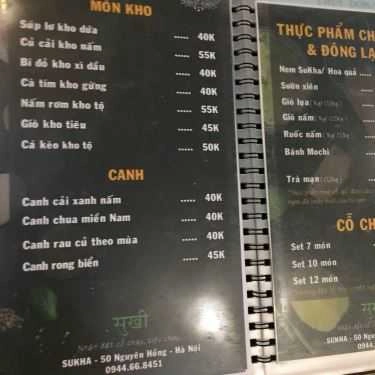 MÓN KHO
Súp lơ kho dừa ..... 40K
Củ cải kho nấm ..... 55K
Bí đỏ kho xì dầu ..... 40K
Cà tím kho gừng ..... 40K
Nấm rơm kho tộ ..... 55K
Giò kho tiêu ..... 45K
Cá kèo kho tộ ..... 50K
CANH
Canh cải xanh nấm ..... 40K
Canh chua miền Nam ..... 40K
Canh rau củ theo mùa ..... 40K
Canh rong biển ..... 45K
सुखी
SUKHA - 50 Nguyên Hồng - Hà Nội
0944.66.8451
THỰC PHẨM CH
& ĐÔNG LẠ
Nem SuKha/ Hoa quả
Sườn xiên
Giò lụa
Giò nấm
Ruốc nấm
Bánh Mochi
Trà mạn
CỖ CH
Set 7 món
Set 10 món
Set 12 món
सुखी
SUKHA - 50 Nguyên Hồ
0944.66.